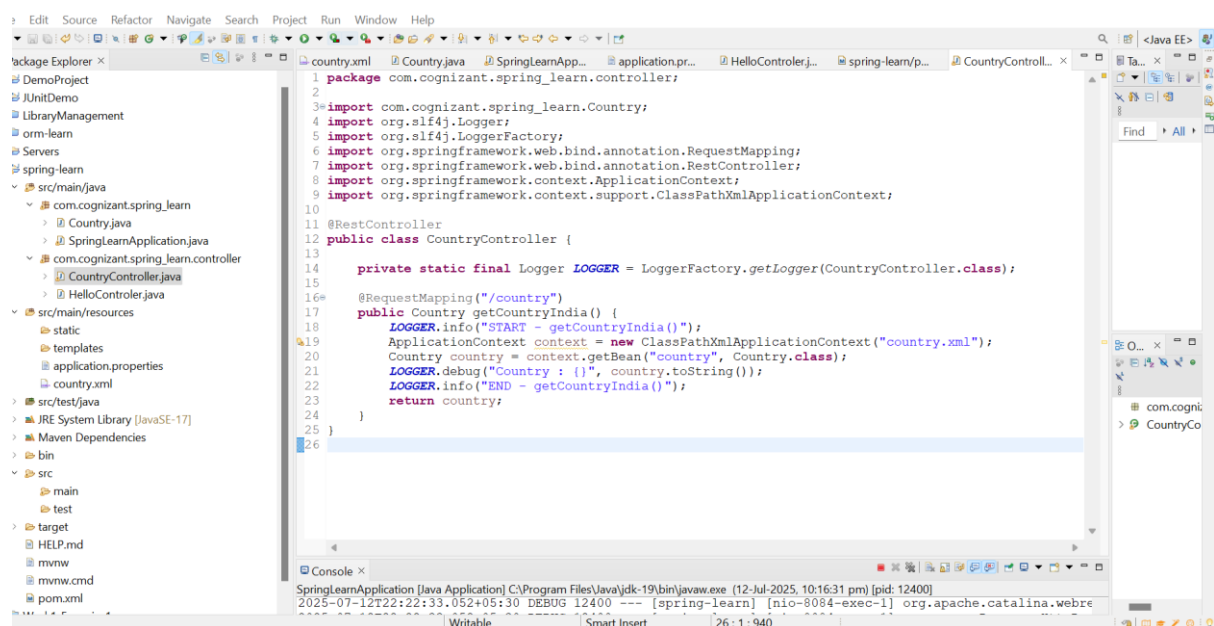 Edit Source Refactor Navigate Search Project Run Window Help
<Java EE>
Package Explorer ×
DemoProject
JUnitDemo
LibraryManagement
orm-learn
Servers
spring-learn
src/main/java
com.cognizant.spring_learn
Country.java
SpringLearnApplication.java
com.cognizant.spring_learn.controller
CountryController.java
HelloControler.java
src/main/resources
static
templates
application.properties
country.xml
src/test/java
JRE System Library [JavaSE-17]
Maven Dependencies
bin
src
main
test
target
HELP.md
mvnw
mvnw.cmd
pom.xml
country.xml Country.java SpringLearnApp... application.pr... HelloControler.j... spring-learn/p... CountryControll... ×
1 package com.cognizant.spring_learn.controller;
2
3 import com.cognizant.spring_learn.Country;
4 import org.slf4j.Logger;
5 import org.slf4j.LoggerFactory;
6 import org.springframework.web.bind.annotation.RequestMapping;
7 import org.springframework.web.bind.annotation.RestController;
8 import org.springframework.context.ApplicationContext;
9 import org.springframework.context.support.ClassPathXmlApplicationContext;
10
11 @RestController
12 public class CountryController {
13
14 private static final Logger LOGGER = LoggerFactory.getLogger(CountryController.class);
15
16 @RequestMapping("/country")
17 public Country getCountryIndia() {
18 LOGGER.info("START - getCountryIndia()");
19 ApplicationContext context = new ClassPathXmlApplicationContext("country.xml");
20 Country country = context.getBean("country", Country.class);
21 LOGGER.debug("Country : {}", country.toString());
22 LOGGER.info("END - getCountryIndia()");
23 return country;
24 }
25 }
26
Ta... ×
Find All
O... ×
com.cogniz
CountryCo
Console ×
SpringLearnApplication [Java Application] C:\Program Files\Java\jdk-19\bin\javaw.exe (12-Jul-2025, 10:16:31 pm) [pid: 12400]
2025-07-12T22:22:33.052+05:30 DEBUG 12400 --- [spring-learn] [nio-8084-exec-1] org.apache.catalina.webre
Writable Smart Insert 26 : 1 : 940